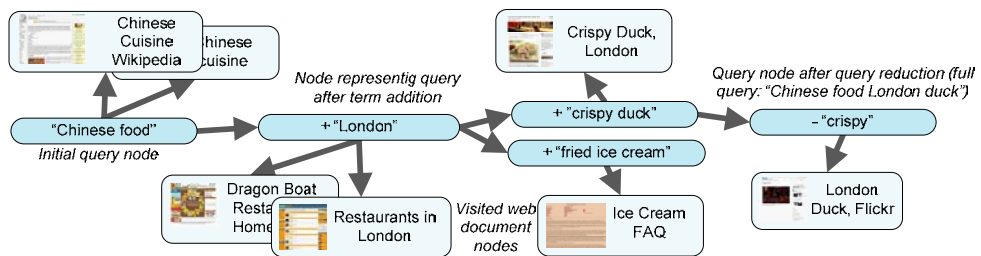 Chinese
Cuisine
Wikipedia
Chinese
cuisine
Crispy Duck,
London
Node representig query
after term addition
Query node after query reduction (full
query: “Chinese food London duck”)
“Chinese food”
+ “London”
+ “crispy duck”
– “crispy”
Initial query node
+ “fried ice cream”
Dragon Boat
Resta
Home
Restaurants in
London
Visited web
document
nodes
Ice Cream
FAQ
London
Duck, Flickr